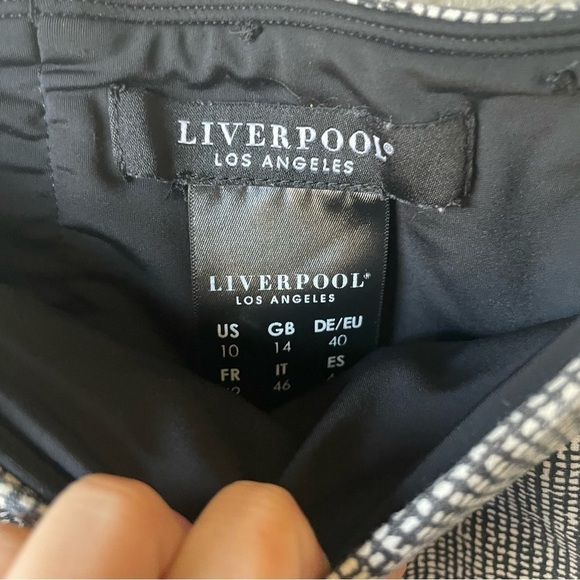 LIVERPOOL®
LOS ANGELES
LIVERPOOL®
LOS ANGELES
US GB DE/EU
10 14 40
FR IT ES
46